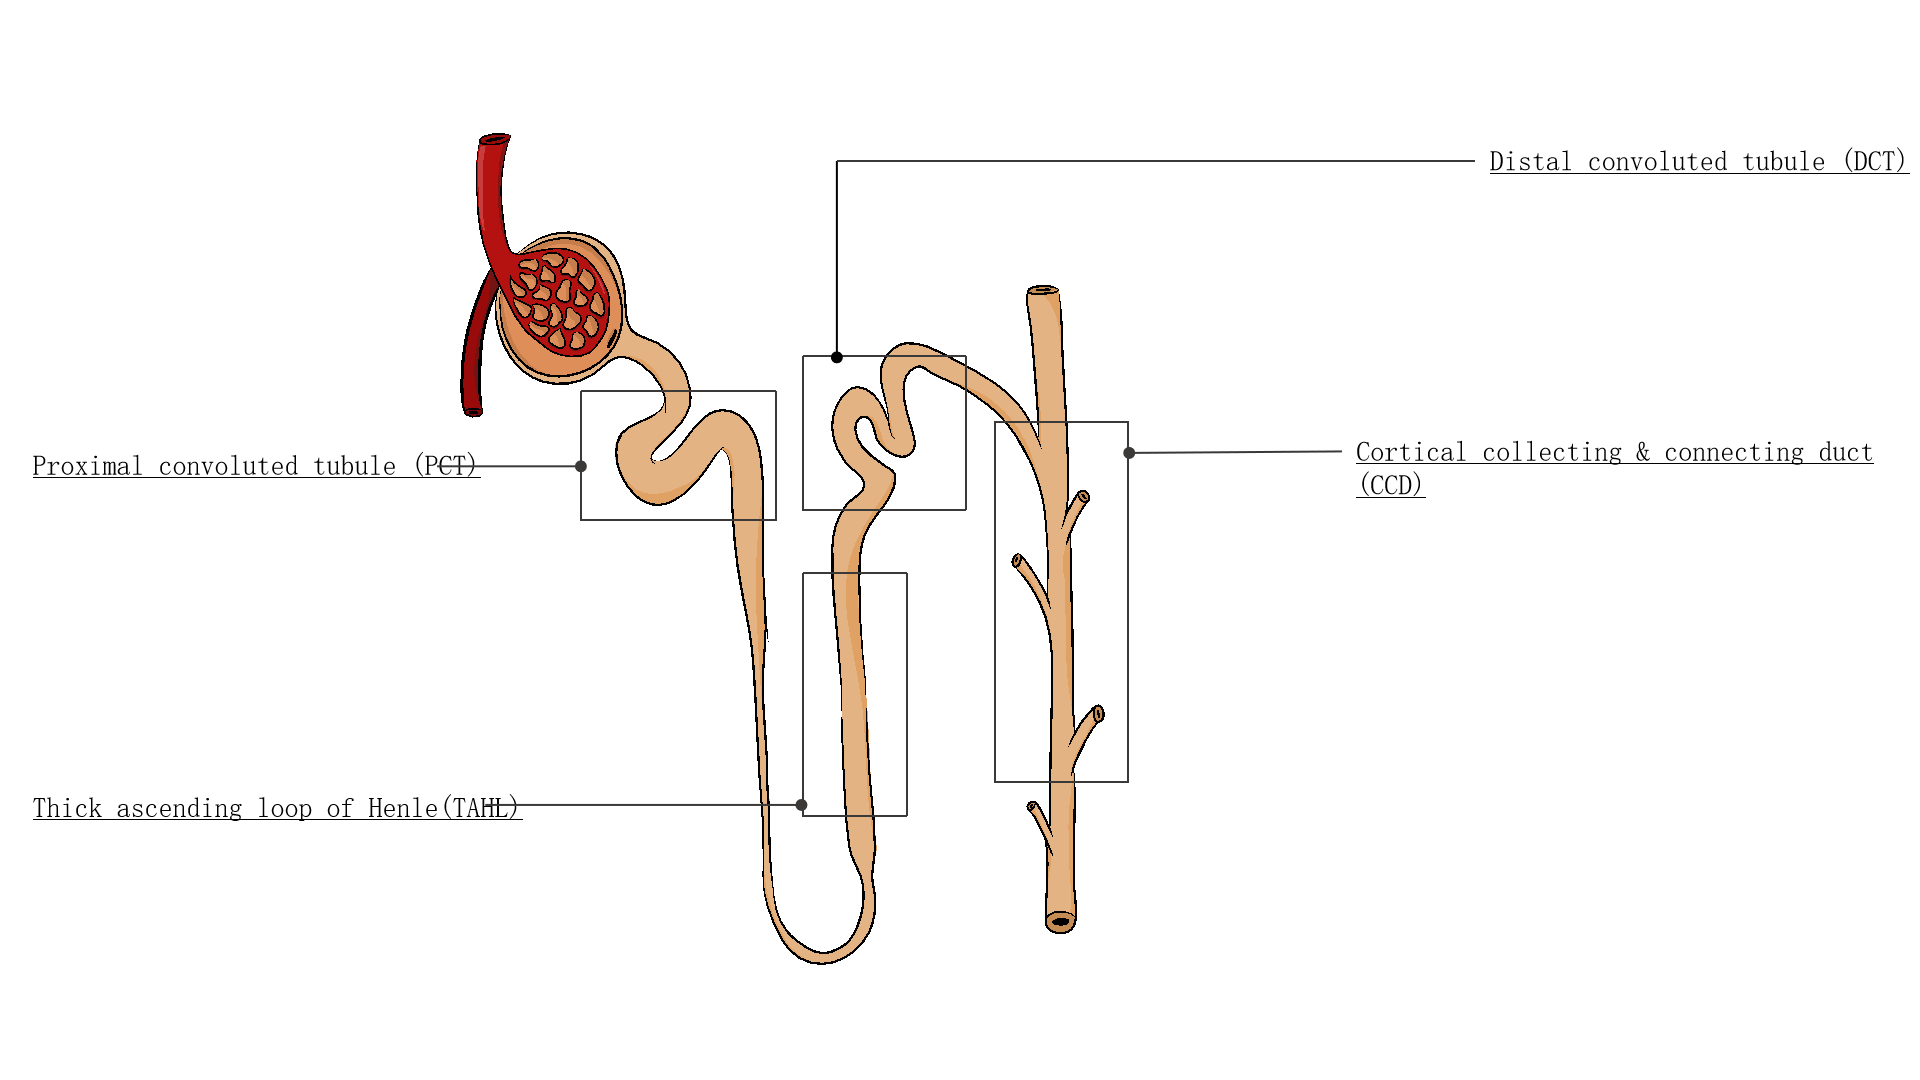 Distal convoluted tubule (DCT)
Proximal convoluted tubule (PCT)
Cortical collecting & connecting duct
(CCD)
Thick ascending loop of Henle(TAHL)